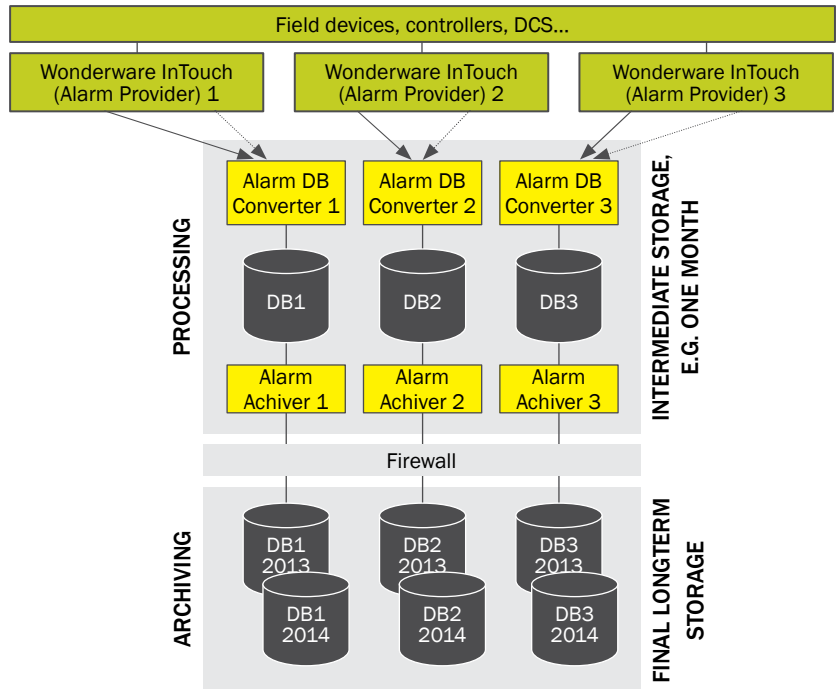 Field devices, controllers, DCS...
Wonderware InTouch
(Alarm Provider) 1
Wonderware InTouch
(Alarm Provider) 2
Wonderware InTouch
(Alarm Provider) 3
PROCESSING
Alarm DB
Converter 1
Alarm DB
Converter 2
Alarm DB
Converter 3
DB1
DB2
DB3
Alarm
Achiver 1
Alarm
Achiver 2
Alarm
Achiver 3
INTERMEDIATE STORAGE,
E.G. ONE MONTH
Firewall
ARCHIVING
DB1
2013
DB2
2013
DB3
2013
DB1
2014
DB2
2014
DB3
2014
FINAL LONGTERM
STORAGE